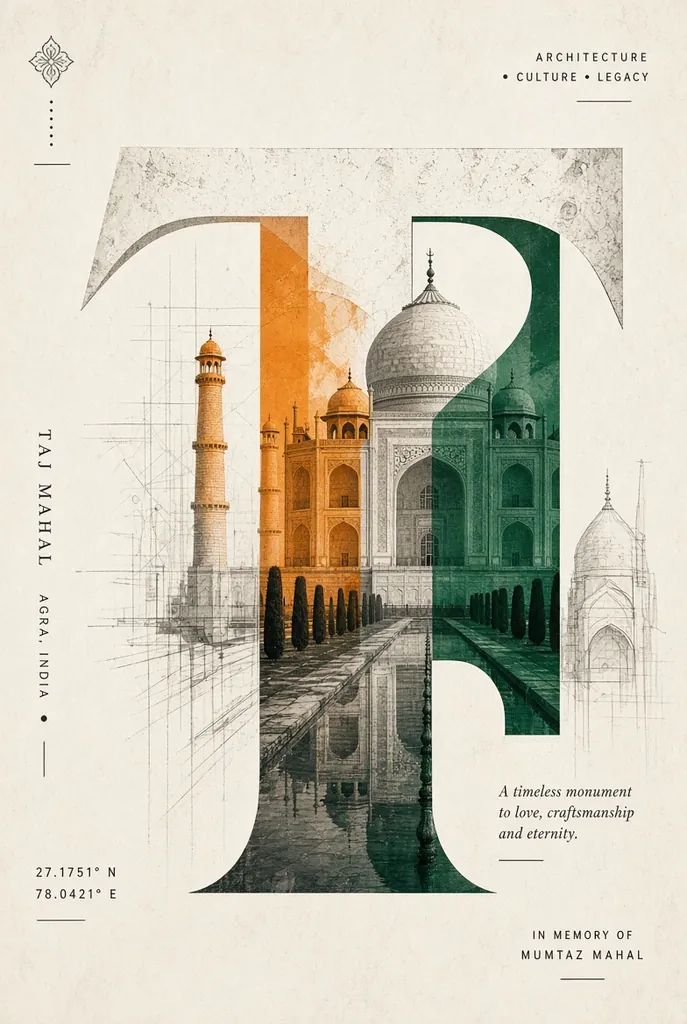 ARCHITECTURE
• CULTURE • LEGACY
T
TAJ MAHAL
AGRA, INDIA •
A timeless monument
to love, craftsmanship
and eternity.
27.1751° N
78.0421° E
IN MEMORY OF
MUMTAZ MAHAL